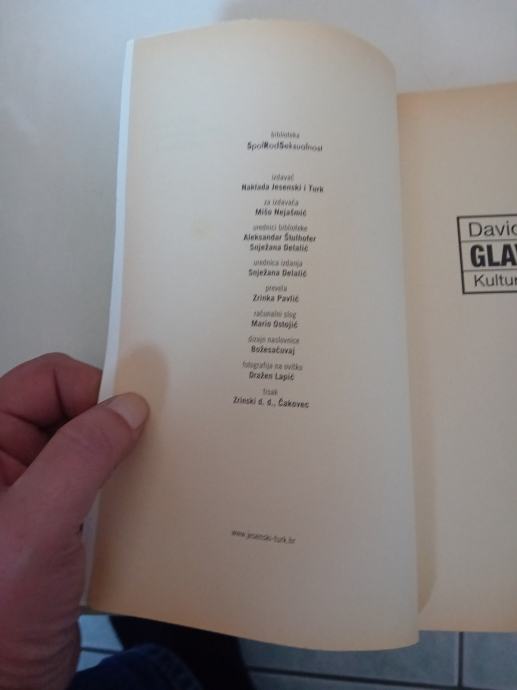 biblioteka
SpolRodSeksualnost
izdavač
Naklada Jesenski i Turk
za izdavača
Mišo Nejašmić
urednici biblioteke
Aleksandar Štulhofer
Snježana Delalić
urednica izdanja
Snježana Delalić
prevela
Zrinka Pavlić
računalni slog
Mario Ostojić
dizajn naslovnice
Božesačuvaj
fotografija na ovitku
Dražen Lapić
tisak
Zrinski d. d., Čakovec
www.jesenski-turk.hr
David
GLAV
Kultur